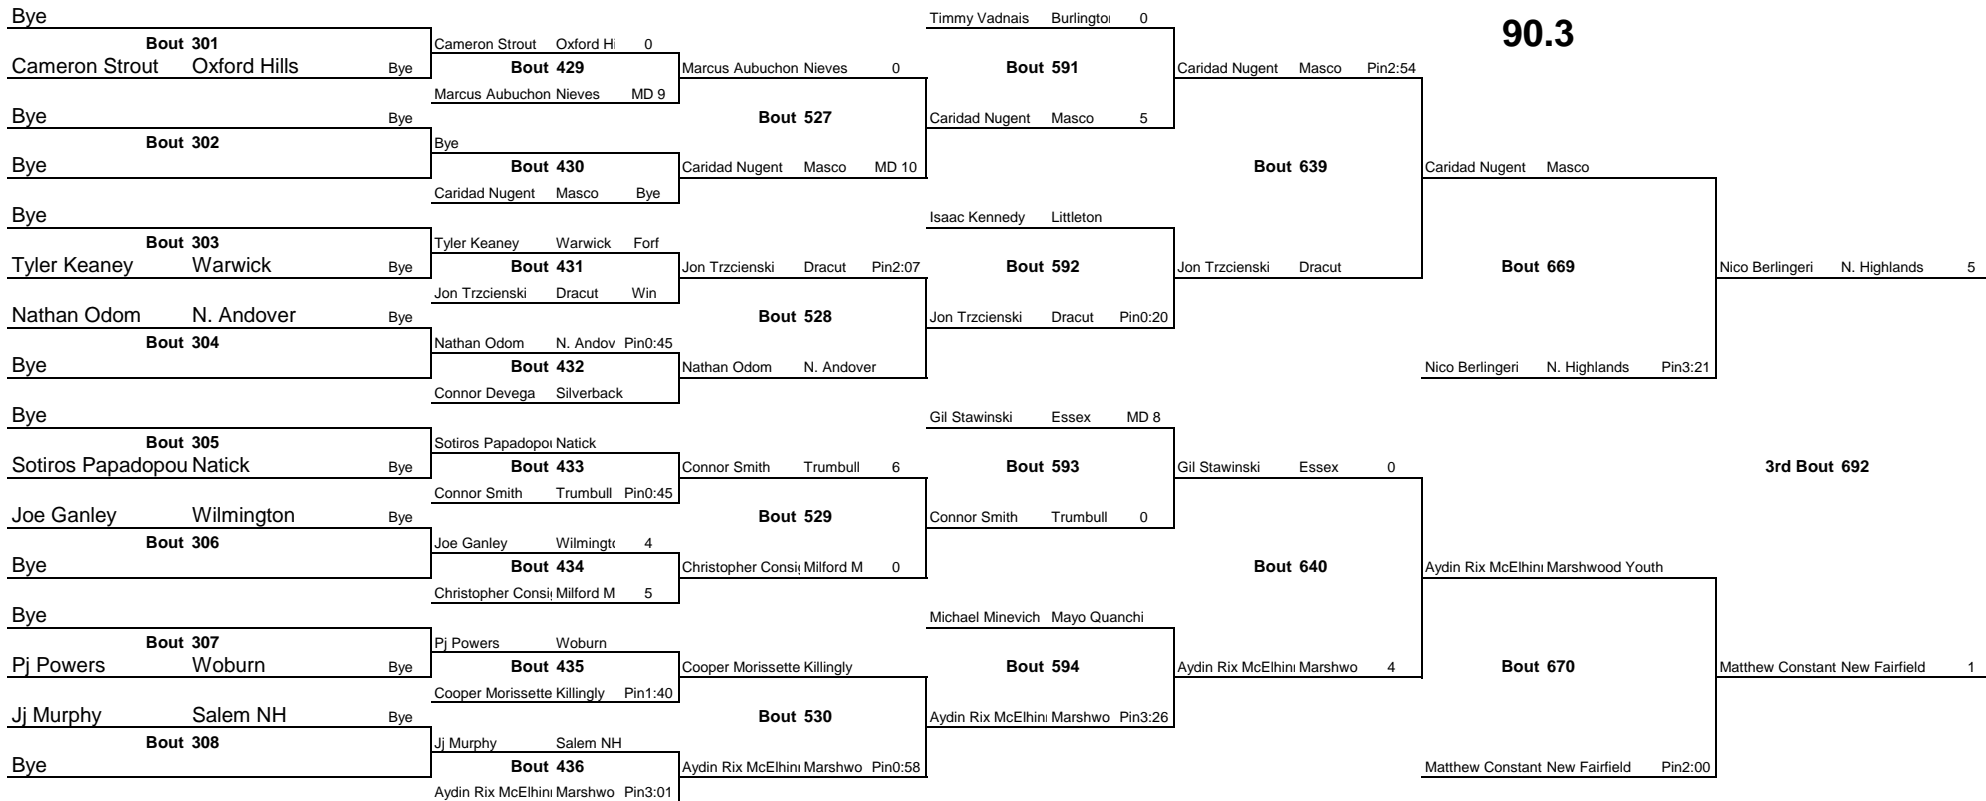 90.3
Bye
Bout 301
Cameron Strout Oxford Hills Bye
Bye Bye
Bout 302
Bye
Bye
Bout 303
Tyler Keaney Warwick Bye
Nathan Odom N. Andover Bye
Bout 304
Bye
Bye
Bout 305
Sotiros Papadopou Natick Bye
Joe Ganley Wilmington Bye
Bout 306
Bye
Bye
Bout 307
Pj Powers Woburn Bye
Jj Murphy Salem NH Bye
Bout 308
Bye
Cameron Strout Oxford Hi 0
Bout 429
Marcus Aubuchon Nieves MD 9
Bye
Bout 430
Caridad Nugent Masco Bye
Tyler Keaney Warwick Forf
Bout 431
Jon Trzcienski Dracut Win
Nathan Odom N. Andov Pin0:45
Bout 432
Connor Devega Silverback
Sotiros Papadopou Natick
Bout 433
Connor Smith Trumbull Pin0:45
Joe Ganley Wilmingt 4
Bout 434
Christopher Consi Milford M 5
Pj Powers Woburn
Bout 435
Cooper Morissette Killingly Pin1:40
Jj Murphy Salem NH
Bout 436
Aydin Rix McElhin Marshwo Pin3:01
Marcus Aubuchon Nieves 0
Bout 527
Caridad Nugent Masco MD 10
Jon Trzcienski Dracut Pin2:07
Bout 528
Nathan Odom N. Andover
Connor Smith Trumbull 6
Bout 529
Christopher Consi Milford M 0
Cooper Morissette Killingly
Bout 530
Aydin Rix McElhin Marshwo Pin0:58
Timmy Vadnais Burlingto 0
Bout 591
Caridad Nugent Masco 5
Isaac Kennedy Littleton
Bout 592
Jon Trzcienski Dracut Pin0:20
Gil Stawinski Essex MD 8
Bout 593
Connor Smith Trumbull 0
Michael Minevich Mayo Quanchi
Bout 594
Aydin Rix McElhin Marshwo Pin3:26
Caridad Nugent Masco Pin2:54
Bout 639
Jon Trzcienski Dracut
Gil Stawinski Essex 0
Bout 640
Aydin Rix McElhin Marshwo 4
Caridad Nugent Masco
Bout 669
Nico Berlingeri N. Highlands Pin3:21
Aydin Rix McElhin Marshwood Youth
Bout 670
Matthew Constant New Fairfield Pin2:00
Nico Berlingeri N. Highlands 5
3rd Bout 692
Matthew Constant New Fairfield 1